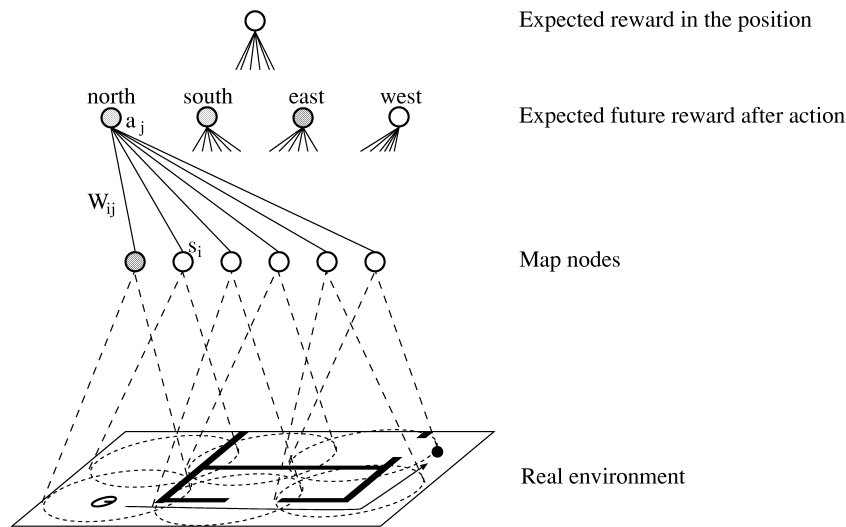 Expected reward in the position
north south east west
a j
Expected future reward after action
W ij
s i
Map nodes
Real environment